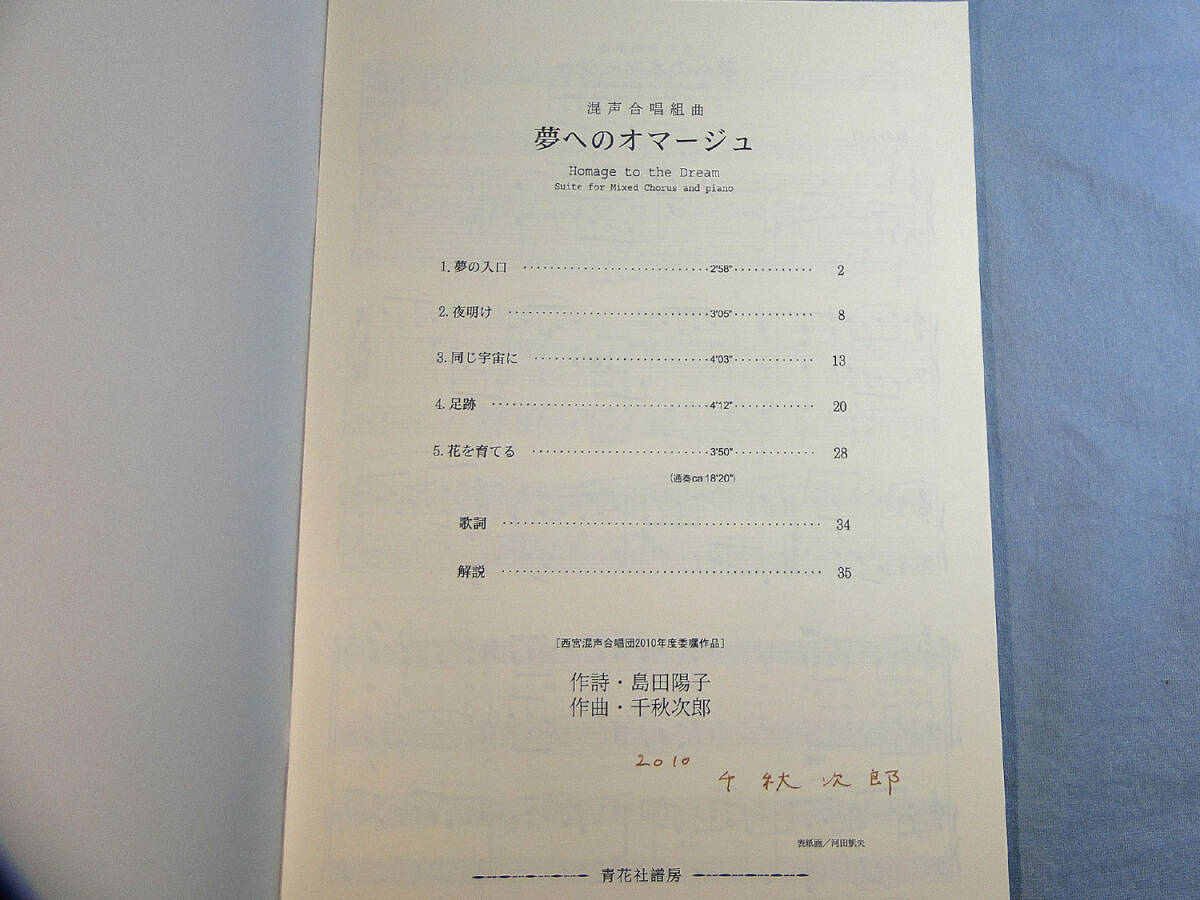 混声合唱組曲
夢へのオマージュ
Homage to the Dream
Suite for Mixed Chorus and piano
1. 夢の入口 ････････････････････････････2'58"････････････ 2
2. 夜明け ････････････････････････････3'05"････････････ 8
3. 同じ宇宙に ････････････････････････････4'03"････････････ 13
4. 足跡 ････････････････････････････4'12"････････････ 20
5. 花を育てる ････････････････････････････3'50"････････････ 28
(通奏ca18'20")
歌詞 ････････････････････････････････････････････ 34
解説 ････････････････････････････････････････････ 35
[西宮混声合唱団2010年度委嘱作品]
作詩・島田陽子
作曲・千秋次郎
2010
千秋次郎
表紙画／河田凱夫
青花社譜房